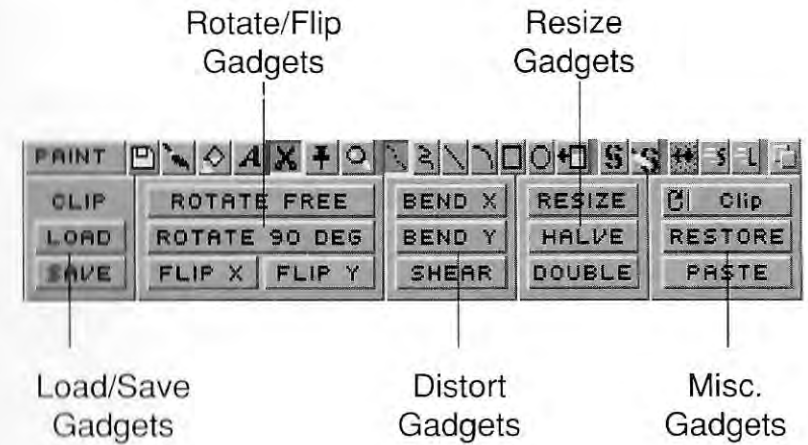 Rotate/Flip
Gadgets
Resize
Gadgets
PAINT A S S S L
CLIP ROTATE FREE BEND X RESIZE Clip
LOAD ROTATE 90 DEG BEND Y HALVE RESTORE
SAVE FLIP X FLIP Y SHEAR DOUBLE PASTE
Load/Save
Gadgets
Distort
Gadgets
Misc.
Gadgets